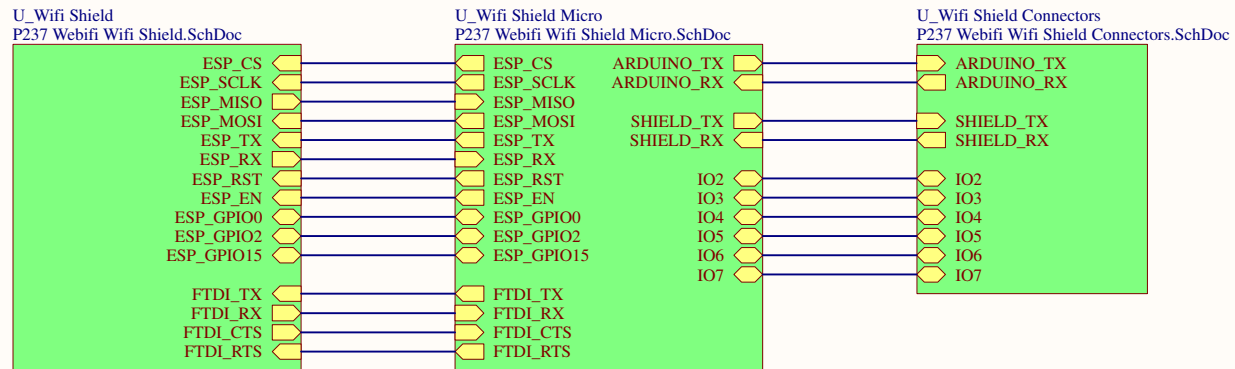 U_Wifi Shield
P237 Webifi Wifi Shield.SchDoc
ESP_CS
ESP_SCLK
ESP_MISO
ESP_MOSI
ESP_TX
ESP_RX
ESP_RST
ESP_EN
ESP_GPIO0
ESP_GPIO2
ESP_GPIO15
FTDI_TX
FTDI_RX
FTDI_CTS
FTDI_RTS
U_Wifi Shield Micro
P237 Webifi Wifi Shield Micro.SchDoc
ESP_CS
ESP_SCLK
ESP_MISO
ESP_MOSI
ESP_TX
ESP_RX
ESP_RST
ESP_EN
ESP_GPIO0
ESP_GPIO2
ESP_GPIO15
FTDI_TX
FTDI_RX
FTDI_CTS
FTDI_RTS
ARDUINO_TX
ARDUINO_RX
SHIELD_TX
SHIELD_RX
IO2
IO3
IO4
IO5
IO6
IO7
U_Wifi Shield Connectors
P237 Webifi Wifi Shield Connectors.SchDoc
ARDUINO_TX
ARDUINO_RX
SHIELD_TX
SHIELD_RX
IO2
IO3
IO4
IO5
IO6
IO7